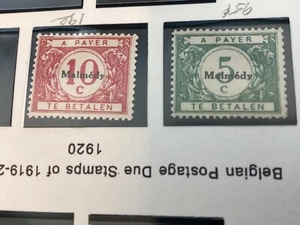 A PAYER
10
Malmédy
C
TE BETALEN
A PAYER
5
Malmédy
C
TE BETALEN
1920
Belgian Postage Due Stamps of 1919-2